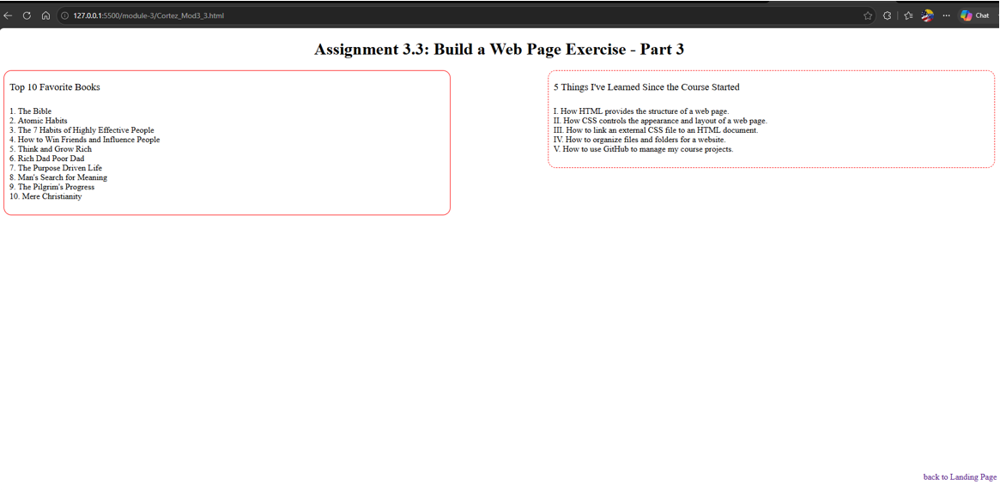 127.0.0.1:5500/module-3/Cortez_Mod3_3.html
Chat
Assignment 3.3: Build a Web Page Exercise - Part 3
Top 10 Favorite Books
1. The Bible
2. Atomic Habits
3. The 7 Habits of Highly Effective People
4. How to Win Friends and Influence People
5. Think and Grow Rich
6. Rich Dad Poor Dad
7. The Purpose Driven Life
8. Man's Search for Meaning
9. The Pilgrim's Progress
10. Mere Christianity
5 Things I've Learned Since the Course Started
I. How HTML provides the structure of a web page.
II. How CSS controls the appearance and layout of a web page.
III. How to link an external CSS file to an HTML document.
IV. How to organize files and folders for a website.
V. How to use GitHub to manage my course projects.
back to Landing Page